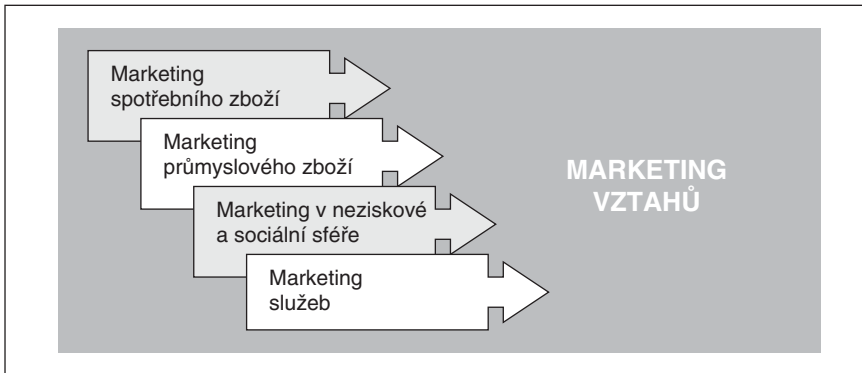 Marketing
spotřebního zboží
Marketing
průmyslového zboží
Marketing v neziskové
a sociální sféře
Marketing
služeb
MARKETING
VZTAHŮ